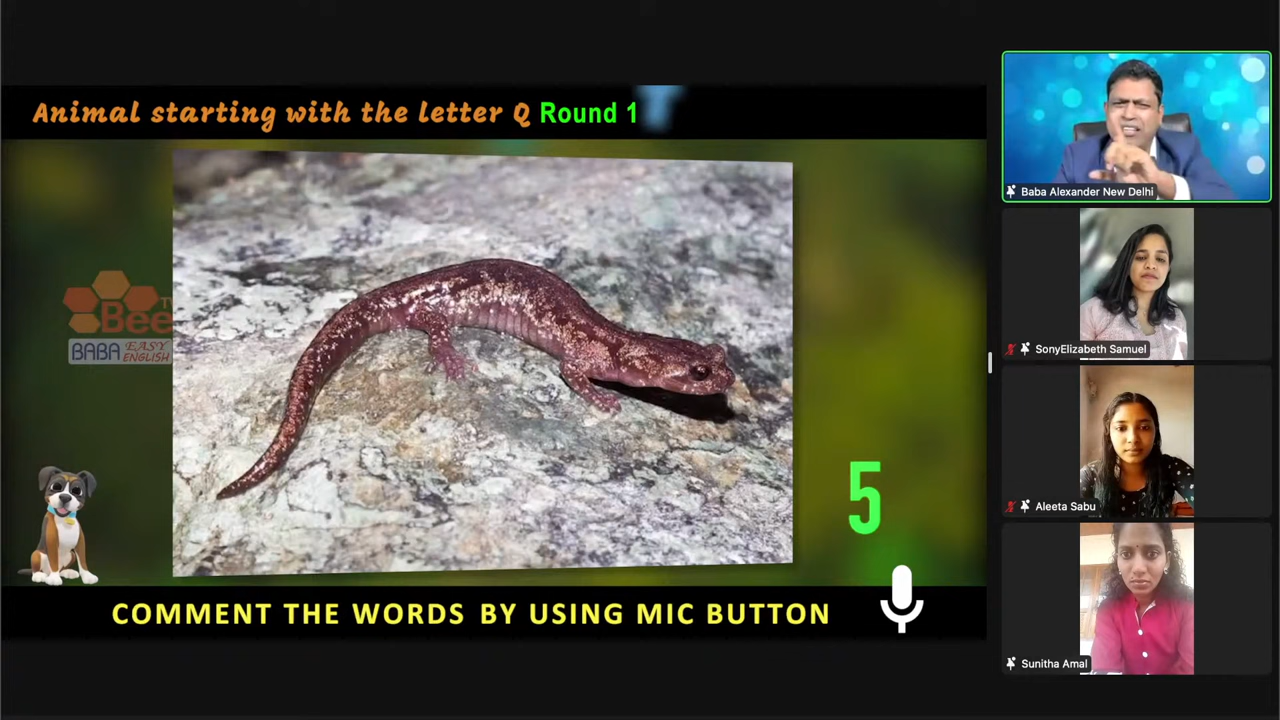 Animal starting with the letter Q Round 1
Bee TV
BABA EASY ENGLISH
5
COMMENT THE WORDS BY USING MIC BUTTON
Baba Alexander New Delhi
SonyElizabeth Samuel
Aleeta Sabu
Sunitha Amal